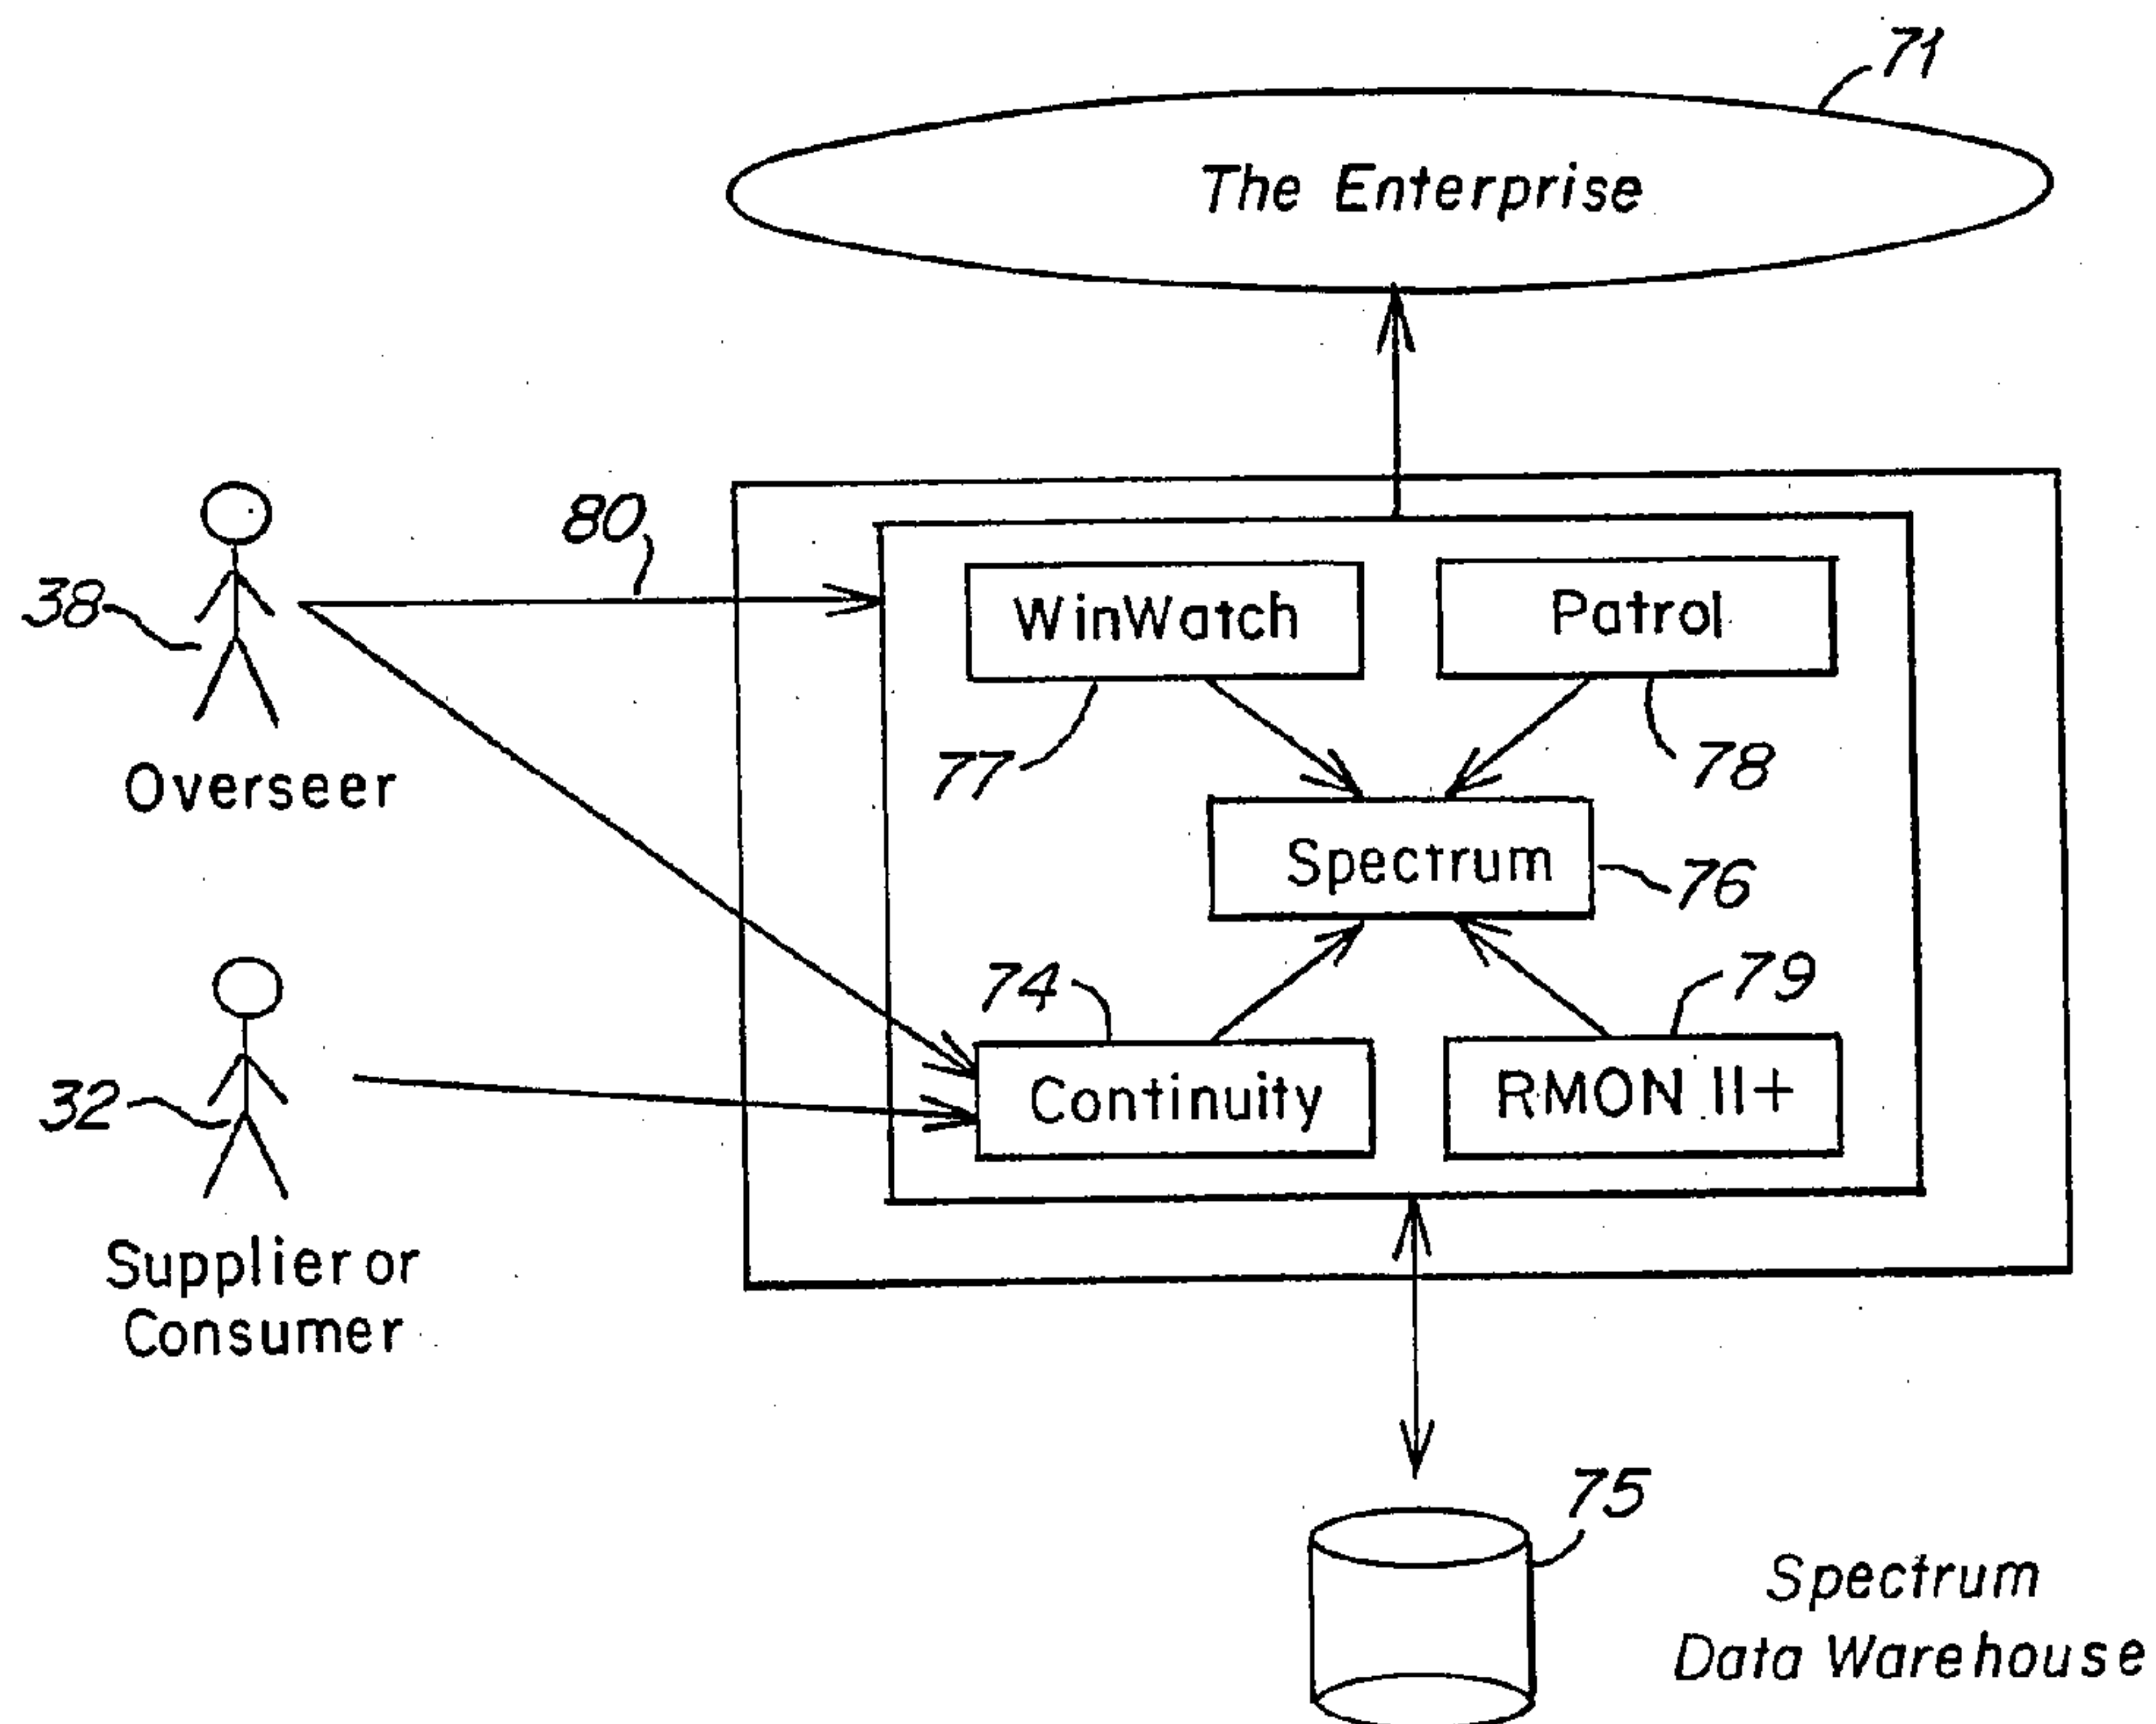 71
The Enterprise
80
38
WinWatch
Patrol
77
78
Overseer
Spectrum
76
74
79
32
Continuity
RMON II+
Supplier or
Consumer
75
Spectrum
Data Warehouse